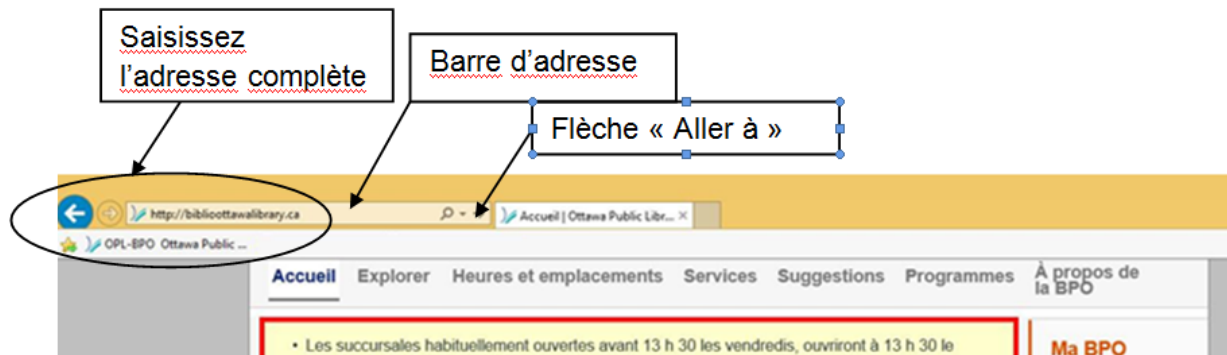 Saisissez
l’adresse complète
Barre d’adresse
Flèche « Aller à »
http://biblioottawalibrary.ca
Accueil | Ottawa Public Libr...
OPL-BPO Ottawa Public ...
Accueil Explorer Heures et emplacements Services Suggestions Programmes À propos de
la BPO
• Les succursales habituellement ouvertes avant 13 h 30 les vendredis, ouvriront à 13 h 30 le
Ma BPO